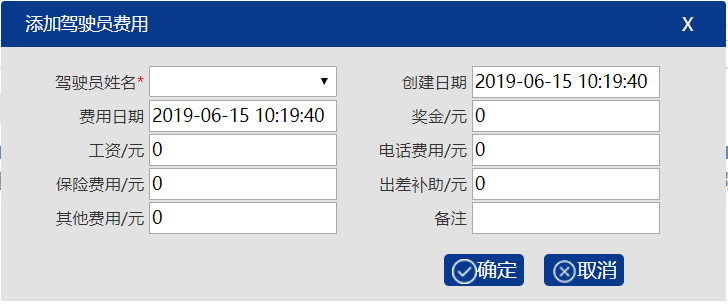 添加驾驶员费用 X
驾驶员姓名* 创建日期 2019-06-15 10:19:40
费用日期 2019-06-15 10:19:40 奖金/元 0
工资/元 0 电话费用/元 0
保险费用/元 0 出差补助/元 0
其他费用/元 0 备注
确定 取消